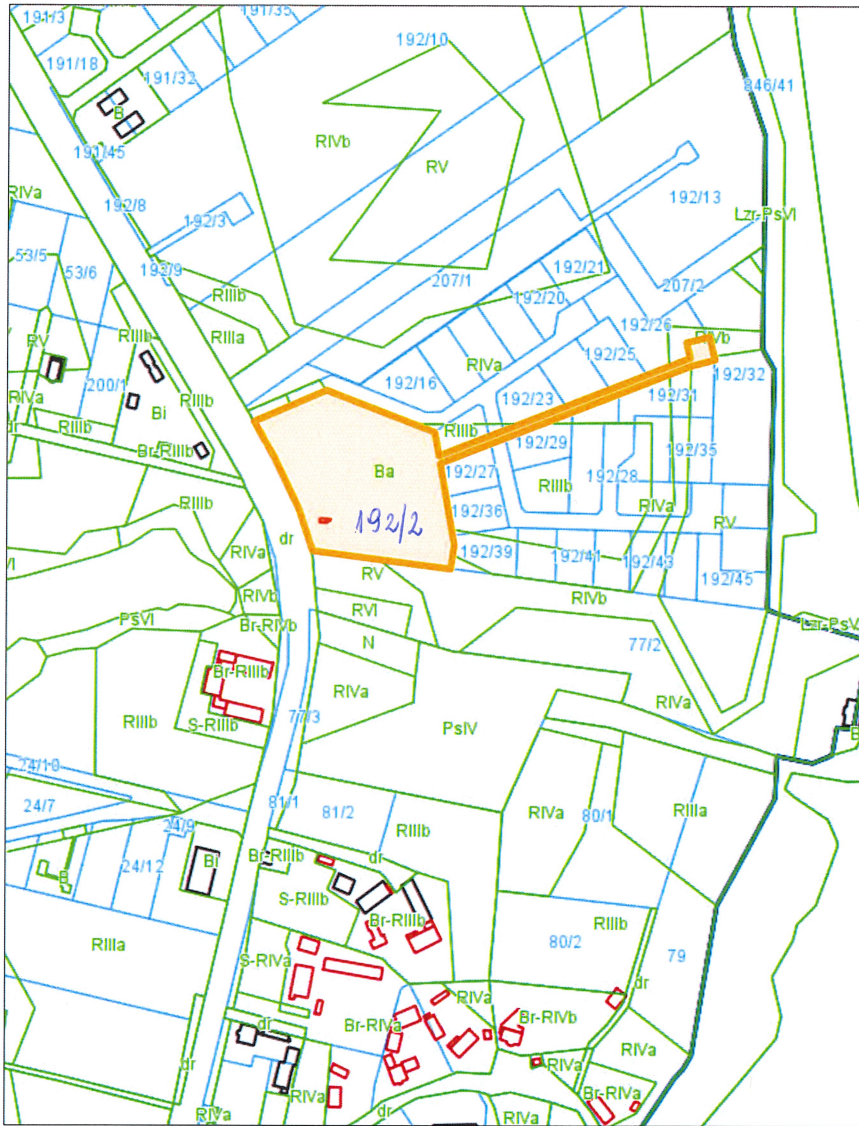 191/3
191/35
192/10
191/18
191/32
846/41
B
191/45
RIVb
RV
RIVa
192/8
192/3
192/13
Lzr-PsVI
53/5
53/6
193/9
192/21
207/1
207/2
RIIIb
192/20
RIIIb
RIIIa
192/26
RV
RIVa
RIVb
200/1
192/25
192/16
192/32
RIVa
RIIIb
192/23
192/31
Bi
dr
RIIIb
RIIIb
Br-RIIIb
192/29
192/35
Ba
192/27
192/28
RIIIb
RIIIb
RIVa
192/36
192/2
RV
dr
RIVa
192/39
192/41
192/43
192/45
RV
RIVb
RIVb
RVI
PsVI
Br-RIVb
Lzr-PsV
N
77/2
Br-RIIIb
RIVa
RIVa
77/3
RIIIb
S-RIIIb
PsIV
24/10
24/7
81/1
81/2
RIVa
80/1
RIIIa
24/9
RIIIb
Br-RIIIb
dr
24/12
Bi
B
S-RIIIb
Br-RIIIb
RIIIb
RIIIa
80/2
79
S-RIVa
dr
RIVa
dr
Br-RIVa
Br-RIVb
RIVa
RIVa
dr
RIVa
Br-RIVa
RIVa
dr
RIVa